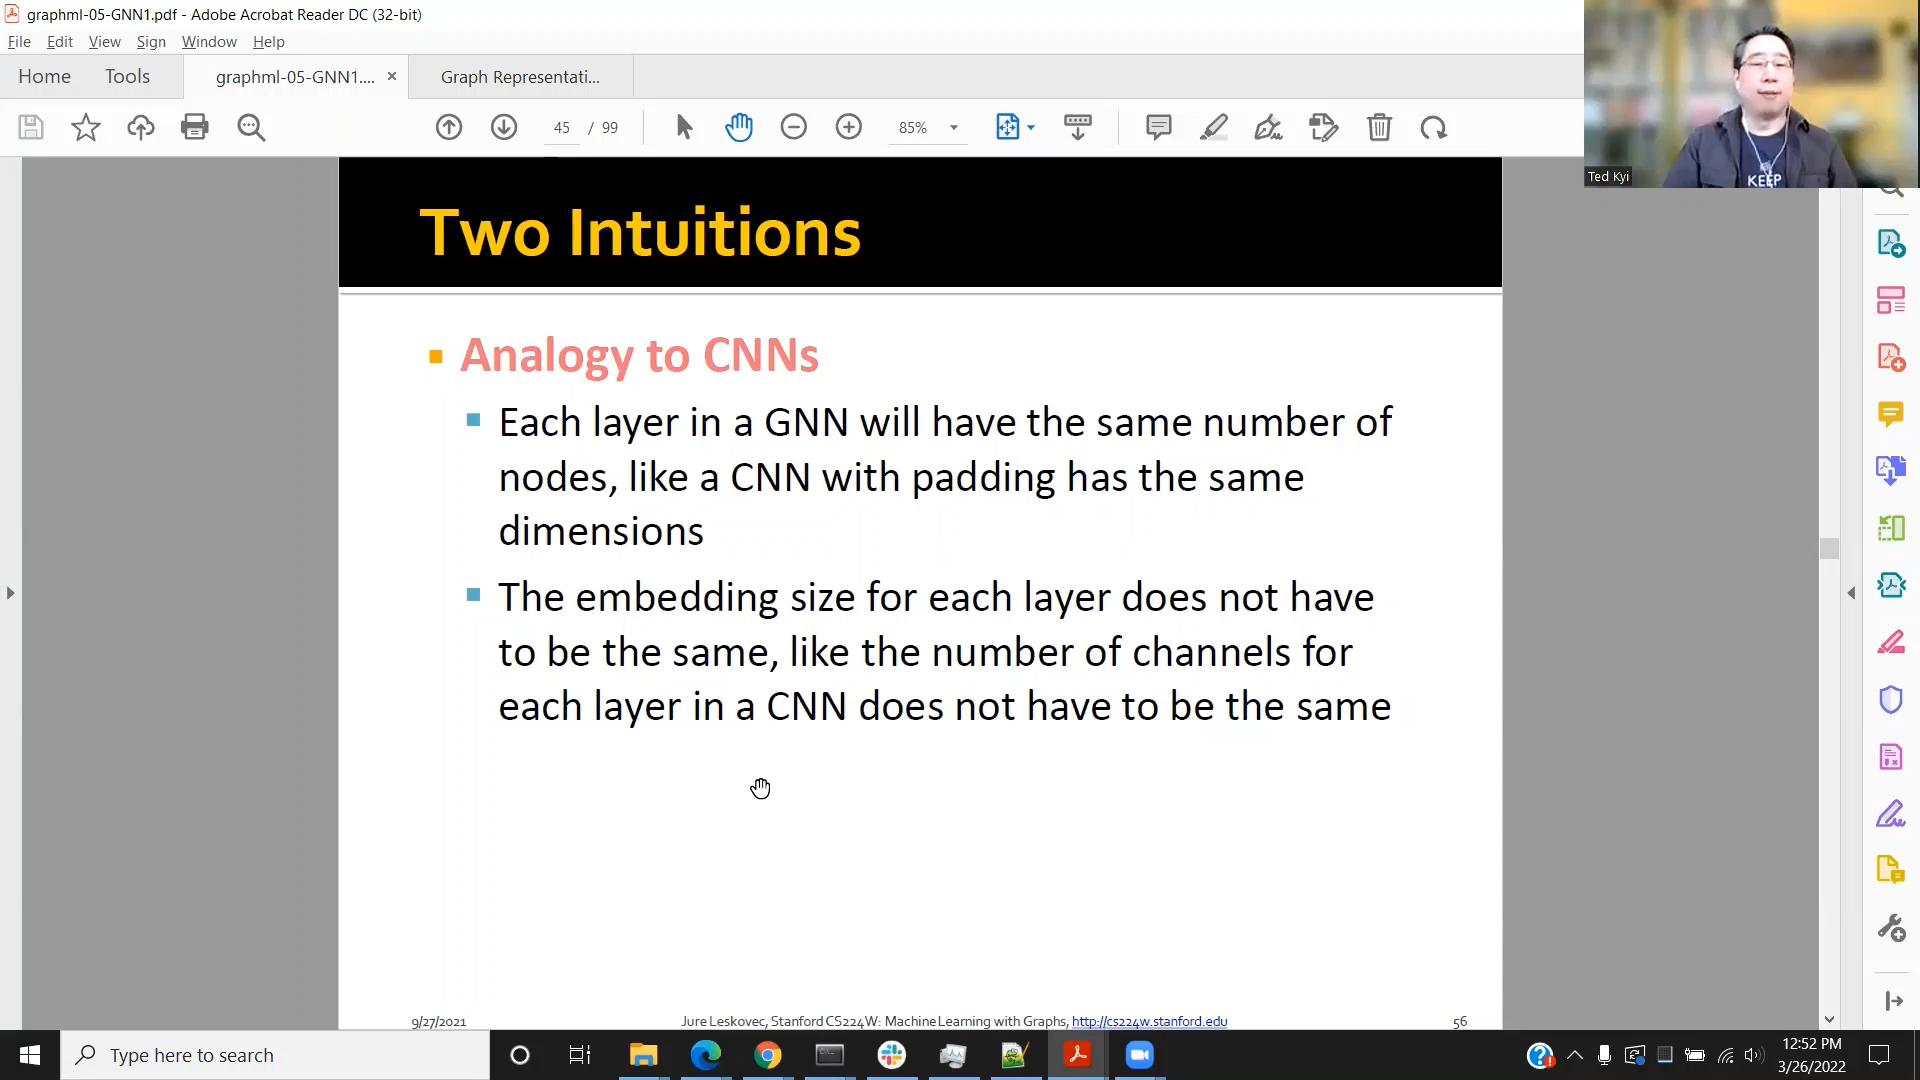 graphml-05-GNN1.pdf - Adobe Acrobat Reader DC (32-bit)
File Edit View Sign Window Help
Home Tools graphml-05-GNN1.... × Graph Representati...
45 / 99 85%
Ted Kyi
KEEP
Two Intuitions
Analogy to CNNs
Each layer in a GNN will have the same number of
nodes, like a CNN with padding has the same
dimensions
The embedding size for each layer does not have
to be the same, like the number of channels for
each layer in a CNN does not have to be the same
9/27/2021 Jure Leskovec, Stanford CS224W: Machine Learning with Graphs, http://cs224w.stanford.edu 56
Type here to search
12:52 PM
3/26/2022